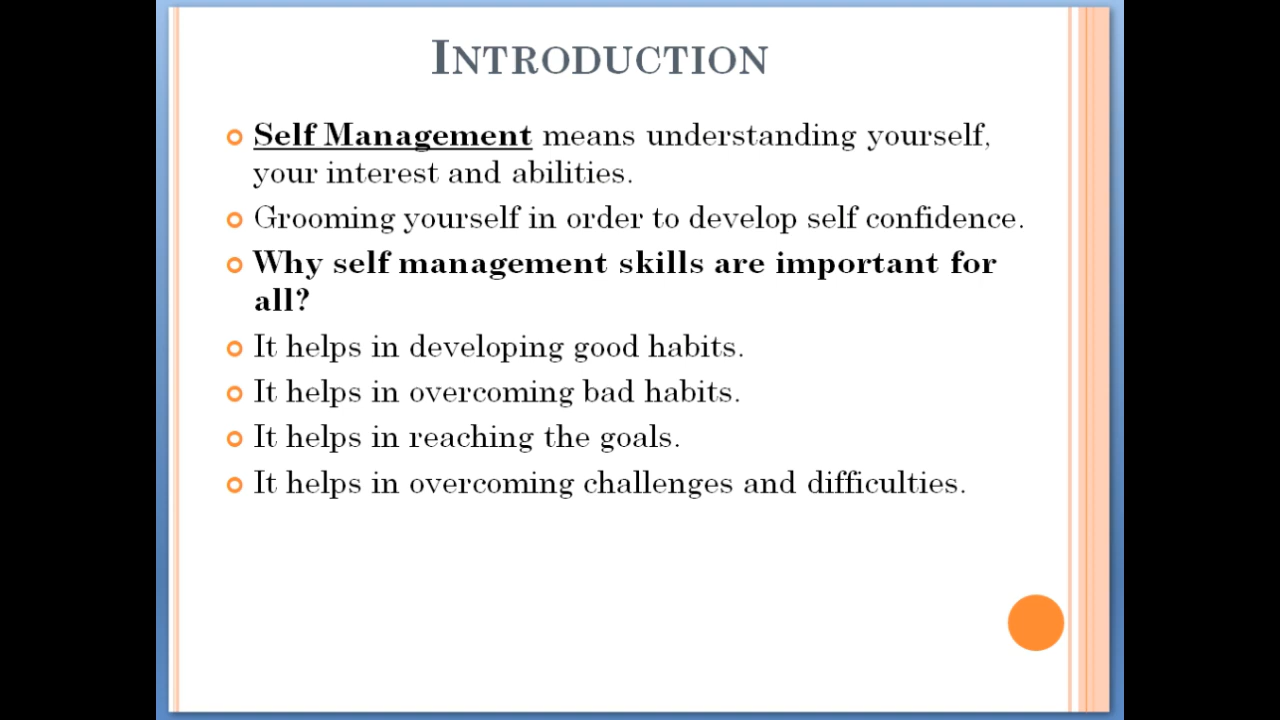 INTRODUCTION
Self Management means understanding yourself,
your interest and abilities.
Grooming yourself in order to develop self confidence.
Why self management skills are important for
all?
It helps in developing good habits.
It helps in overcoming bad habits.
It helps in reaching the goals.
It helps in overcoming challenges and difficulties.